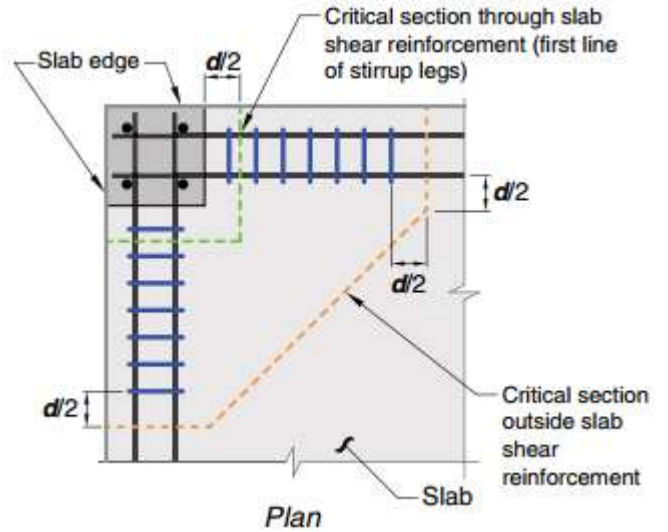 Critical section through slab
shear reinforcement (first line
of stirrup legs)
Slab edge
d/2
d/2
d/2
d/2
Critical section
outside slab
shear
reinforcement
Slab
Plan